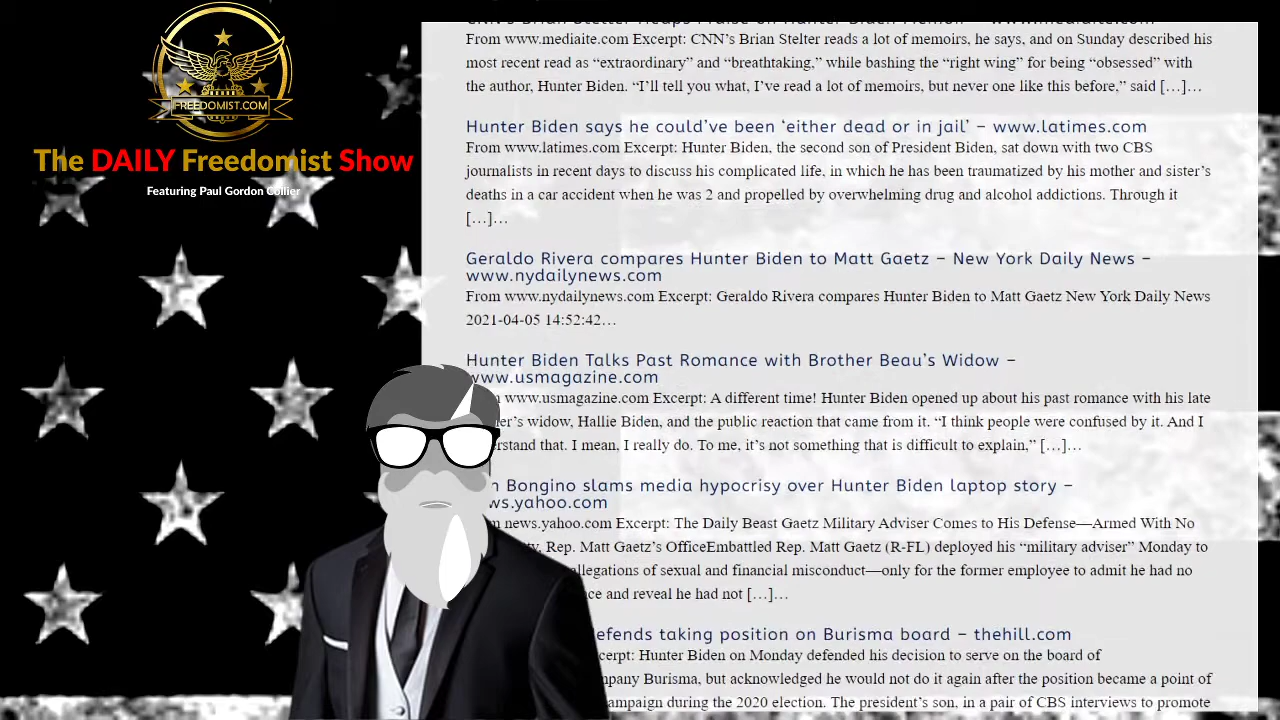 FREEDOMIST.COM
The DAILY Freedomist Show
Featuring Paul Gordon Collier
CNN's Brian Stelter Heaps Praise on Hunter Biden Memoir – www.mediaite.com
From www.mediaite.com Excerpt: CNN's Brian Stelter reads a lot of memoirs, he says, and on Sunday described his
most recent read as “extraordinary” and “breathtaking,” while bashing the “right wing” for being “obsessed” with
the author, Hunter Biden. “I'll tell you what, I've read a lot of memoirs, but never one like this before,” said […]…
Hunter Biden says he could've been ‘either dead or in jail’ – www.latimes.com
From www.latimes.com Excerpt: Hunter Biden, the second son of President Biden, sat down with two CBS
journalists in recent days to discuss his complicated life, in which he has been traumatized by his mother and sister's
deaths in a car accident when he was 2 and propelled by overwhelming drug and alcohol addictions. Through it
[…]…
Geraldo Rivera compares Hunter Biden to Matt Gaetz – New York Daily News –
www.nydailynews.com
From www.nydailynews.com Excerpt: Geraldo Rivera compares Hunter Biden to Matt Gaetz New York Daily News
2021-04-05 14:52:42…
Hunter Biden Talks Past Romance with Brother Beau's Widow –
www.usmagazine.com
www.usmagazine.com Excerpt: A different time! Hunter Biden opened up about his past romance with his late
widow, Hallie Biden, and the public reaction that came from it. “I think people were confused by it. And I
that. I mean, I really do. To me, it's not something that is difficult to explain,” […]…
Bongino slams media hypocrisy over Hunter Biden laptop story –
ws.yahoo.com
news.yahoo.com Excerpt: The Daily Beast Gaetz Military Adviser Comes to His Defense—Armed With No
Rep. Matt Gaetz's OfficeEmbattled Rep. Matt Gaetz (R-FL) deployed his “military adviser” Monday to
allegations of sexual and financial misconduct—only for the former employee to admit he had no
and reveal he had not […]…
efends taking position on Burisma board – thehill.com
cerpt: Hunter Biden on Monday defended his decision to serve on the board of
mpany Burisma, but acknowledged he would not do it again after the position became a point of
ampaign during the 2020 election. The president's son, in a pair of CBS interviews to promote